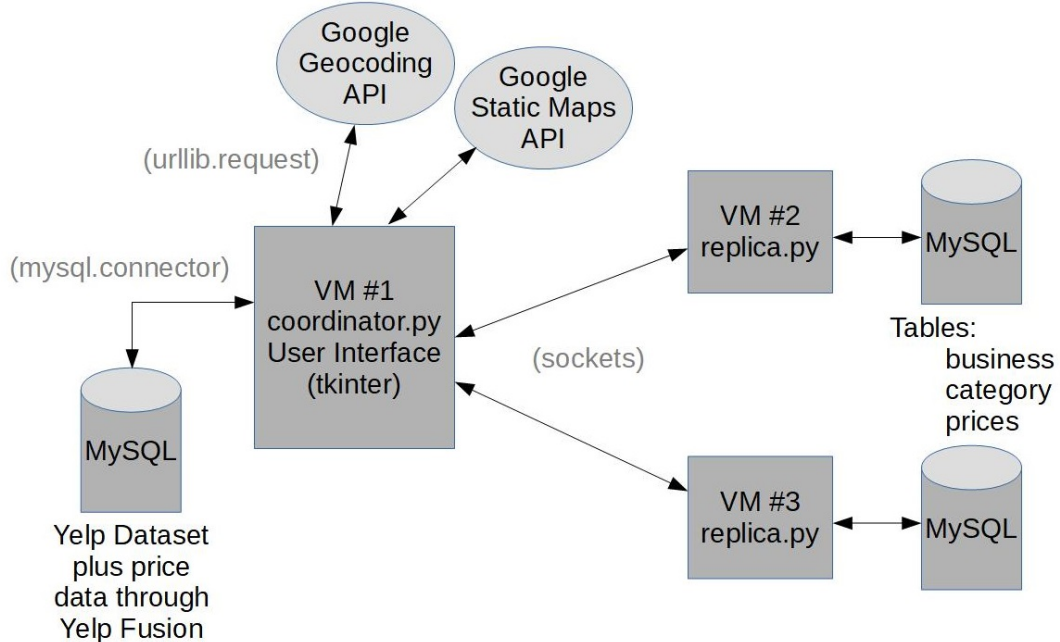 Google
Geocoding
API
Google
Static Maps
API
(urllib.request)
(mysql.connector)
VM #1
coordinator.py
User Interface
(tkinter)
MySQL
Yelp Dataset
plus price
data through
Yelp Fusion
(sockets)
VM #2
replica.py
MySQL
Tables:
business
category
prices
VM #3
replica.py
MySQL